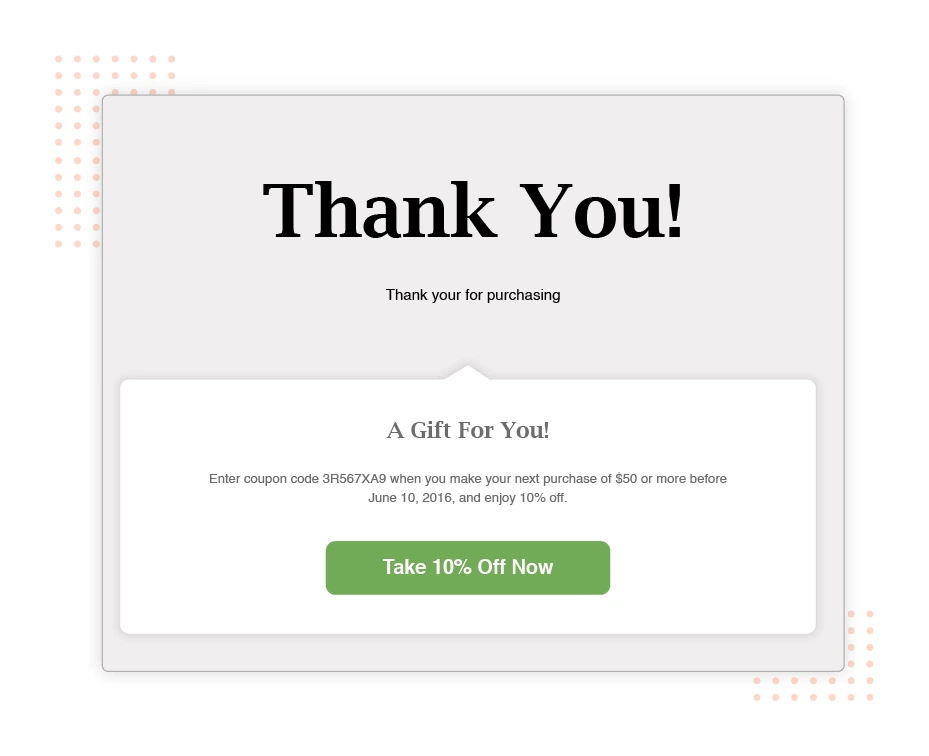 Thank You!
Thank your for purchasing
A Gift For You!
Enter coupon code 3R567XA9 when you make your next purchase of $50 or more before
June 10, 2016, and enjoy 10% off.
Take 10% Off Now